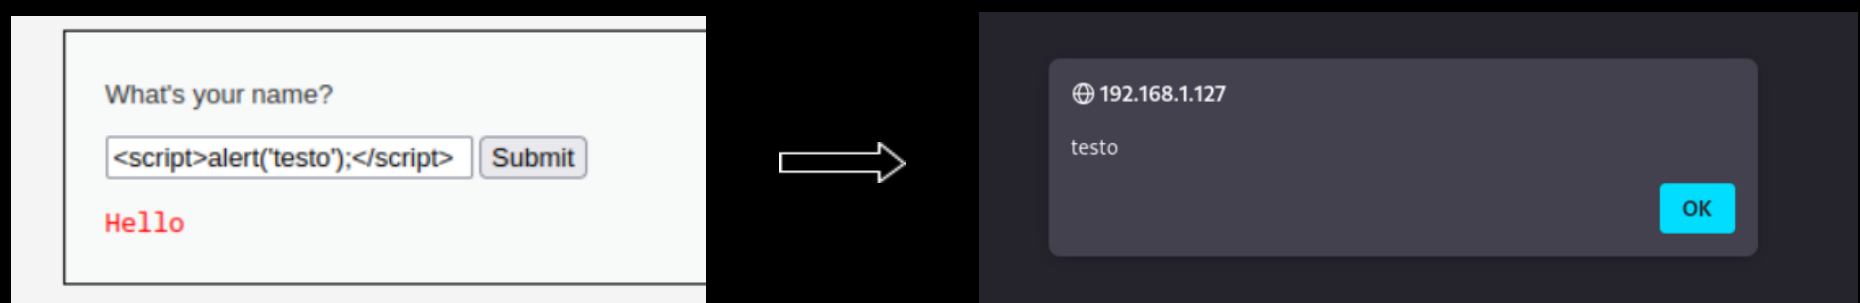 What's your name?
<script>alert('testo');</script> Submit
Hello
192.168.1.127
testo
OK